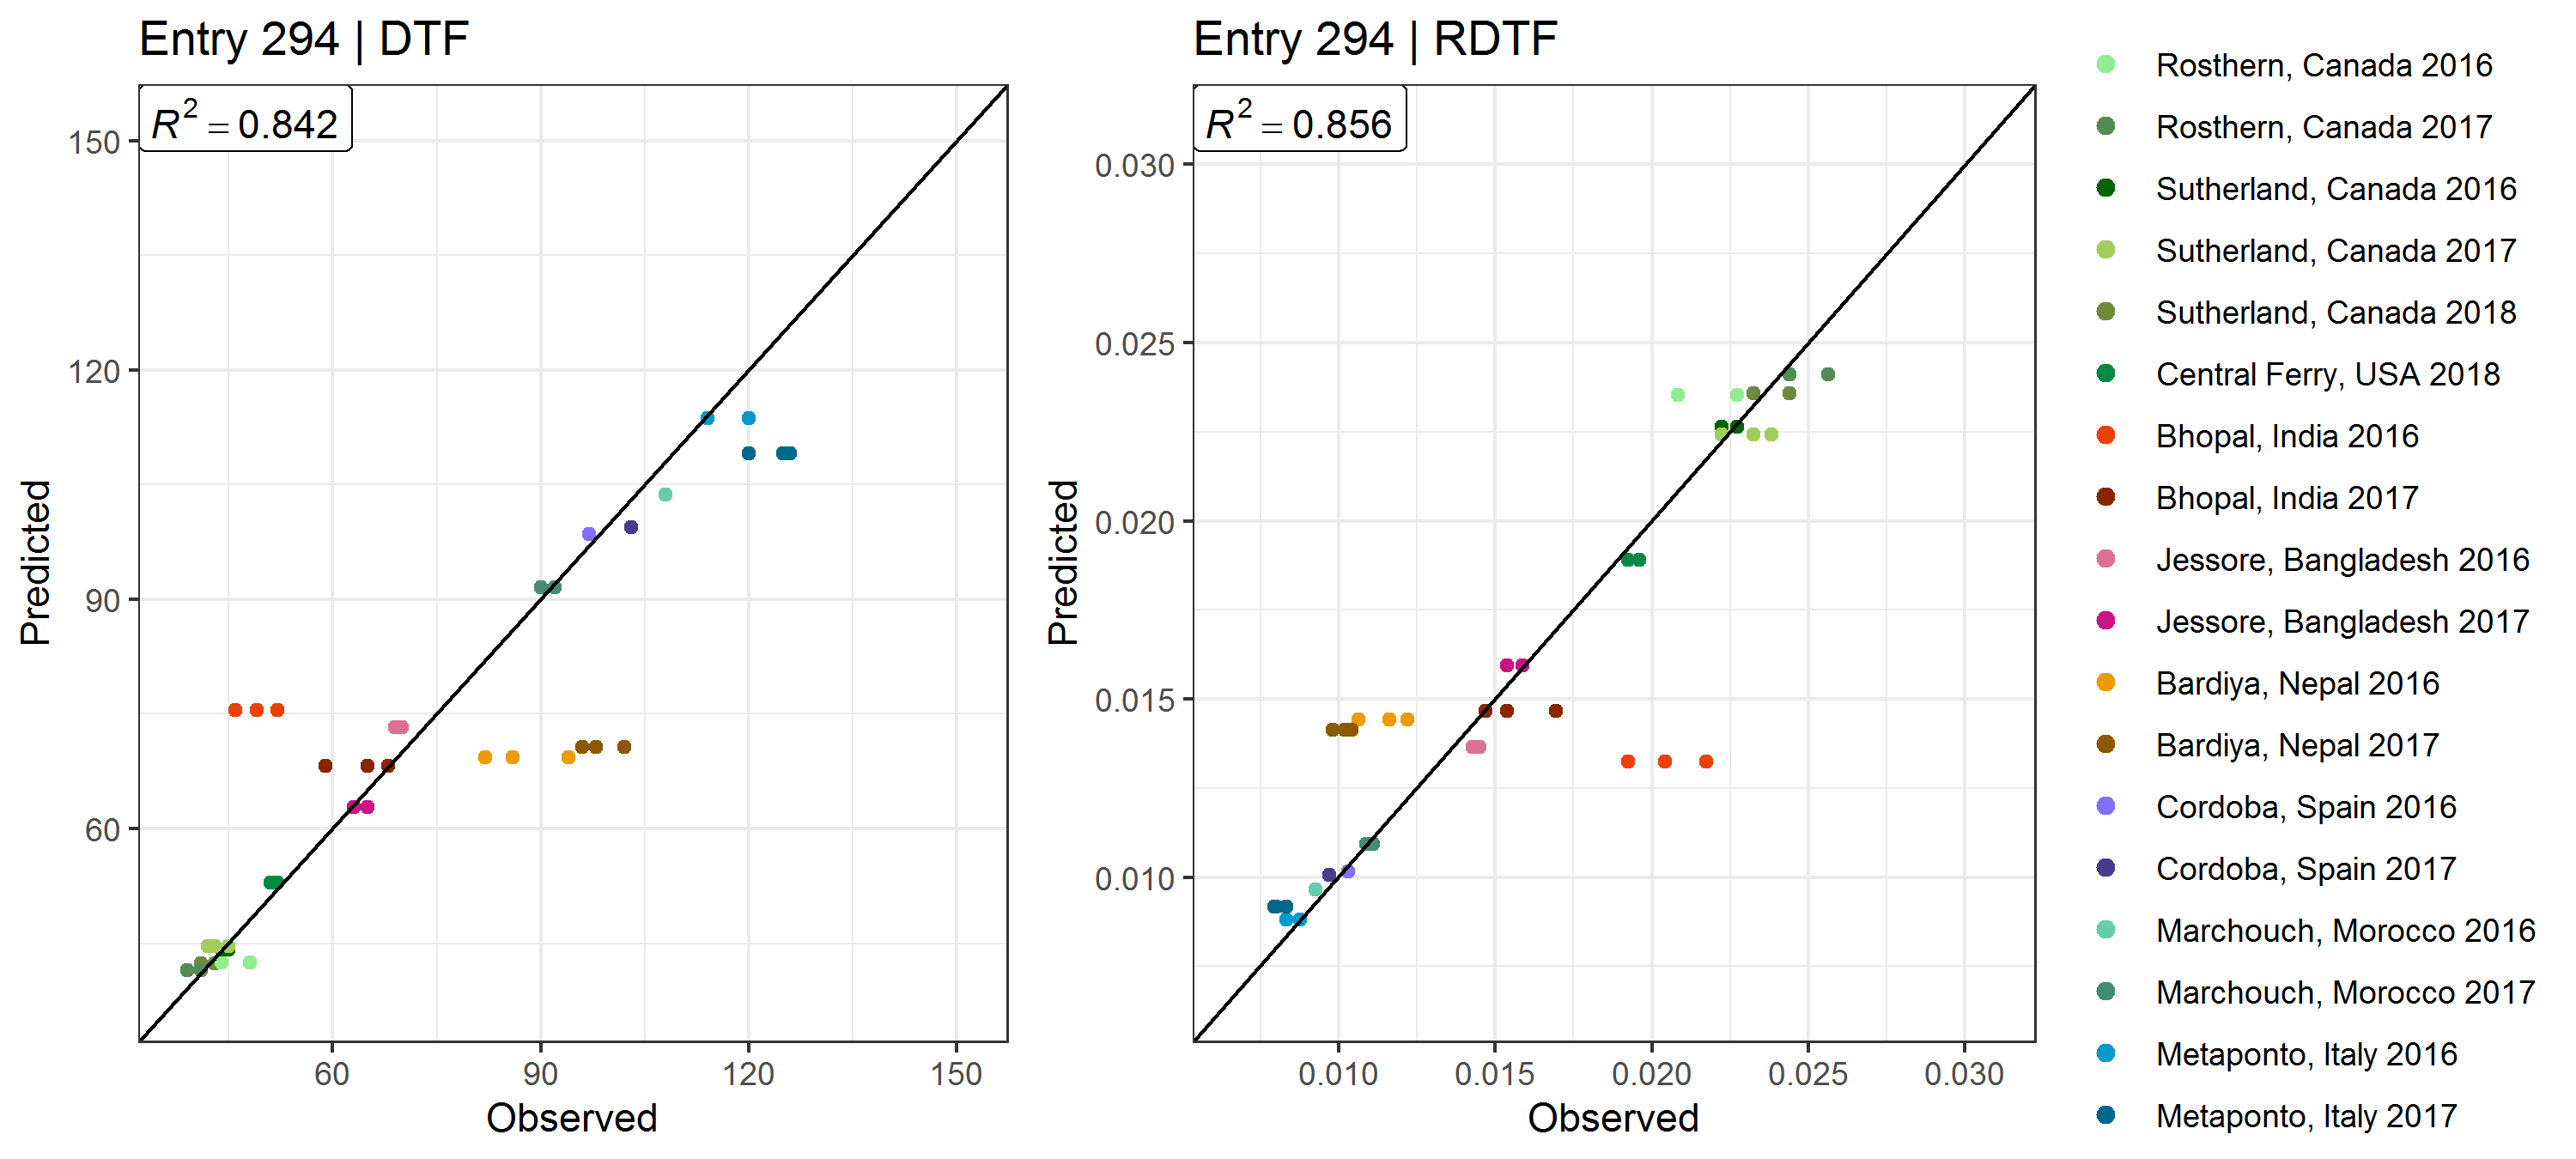 Entry 294 | DTF
R² = 0.842
150
120
90
60
Predicted
60 90 120 150
Observed
Entry 294 | RDTF
R² = 0.856
0.030
0.025
0.020
0.015
0.010
Predicted
0.010 0.015 0.020 0.025 0.030
Observed
Rosthern, Canada 2016
Rosthern, Canada 2017
Sutherland, Canada 2016
Sutherland, Canada 2017
Sutherland, Canada 2018
Central Ferry, USA 2018
Bhopal, India 2016
Bhopal, India 2017
Jessore, Bangladesh 2016
Jessore, Bangladesh 2017
Bardiya, Nepal 2016
Bardiya, Nepal 2017
Cordoba, Spain 2016
Cordoba, Spain 2017
Marchouch, Morocco 2016
Marchouch, Morocco 2017
Metaponto, Italy 2016
Metaponto, Italy 2017